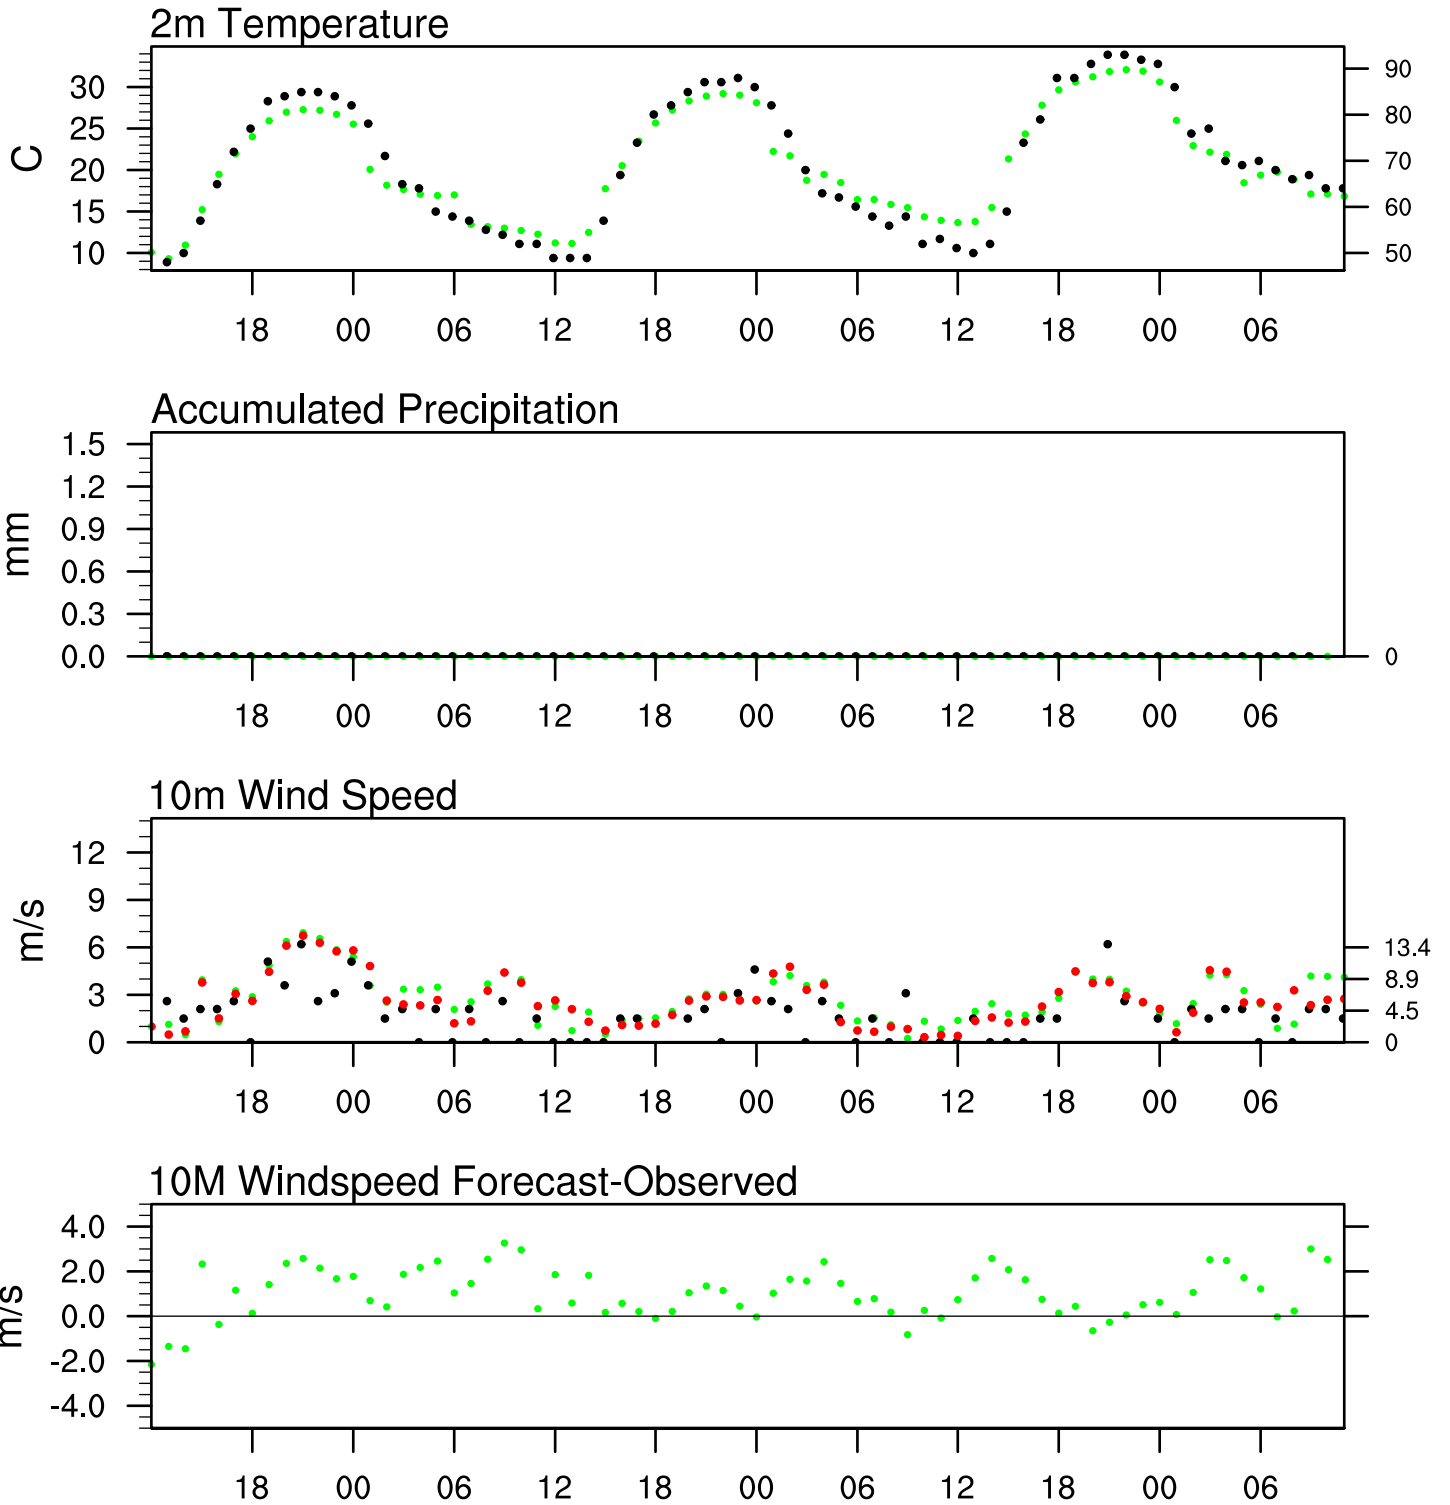 2m Temperature
C
30
25
20
15
10
90
80
70
60
50
18 00 06 12 18 00 06 12 18 00 06
Accumulated Precipitation
mm
1.5
1.2
0.9
0.6
0.3
0.0
0
18 00 06 12 18 00 06 12 18 00 06
10m Wind Speed
m/s
12
9
6
3
0
13.4
8.9
4.5
0
18 00 06 12 18 00 06 12 18 00 06
10M Windspeed Forecast-Observed
m/s
4.0
2.0
0.0
-2.0
-4.0
18 00 06 12 18 00 06 12 18 00 06